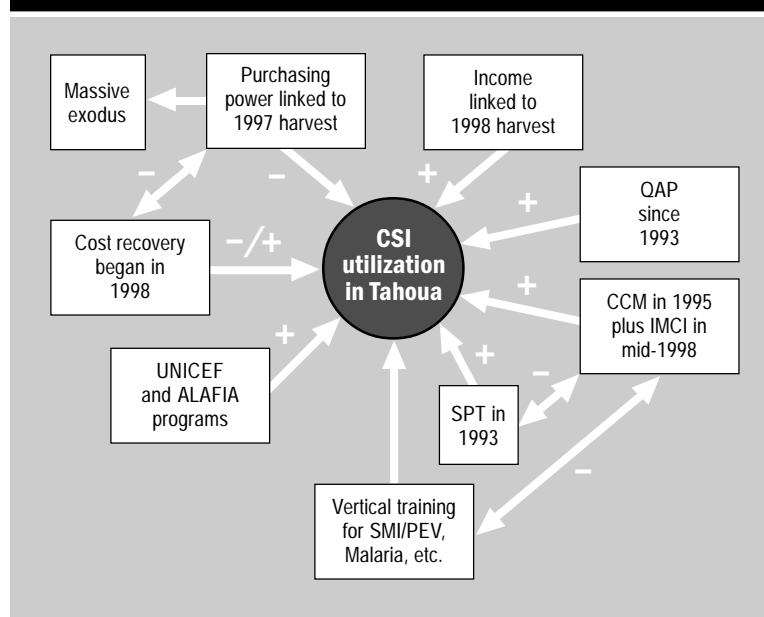 Massive
exodus
Purchasing
power linked to
1997 harvest
Income
linked to
1998 harvest
–
–
+
+
QAP
since
1993
Cost recovery
began in
1998
–/+
CSI
utilization
in Tahoua
+
CCM in 1995
plus IMCI in
mid-1998
+
UNICEF
and ALAFIA
programs
+
–
SPT in
1993
–
Vertical training
for SMI/PEV,
Malaria, etc.